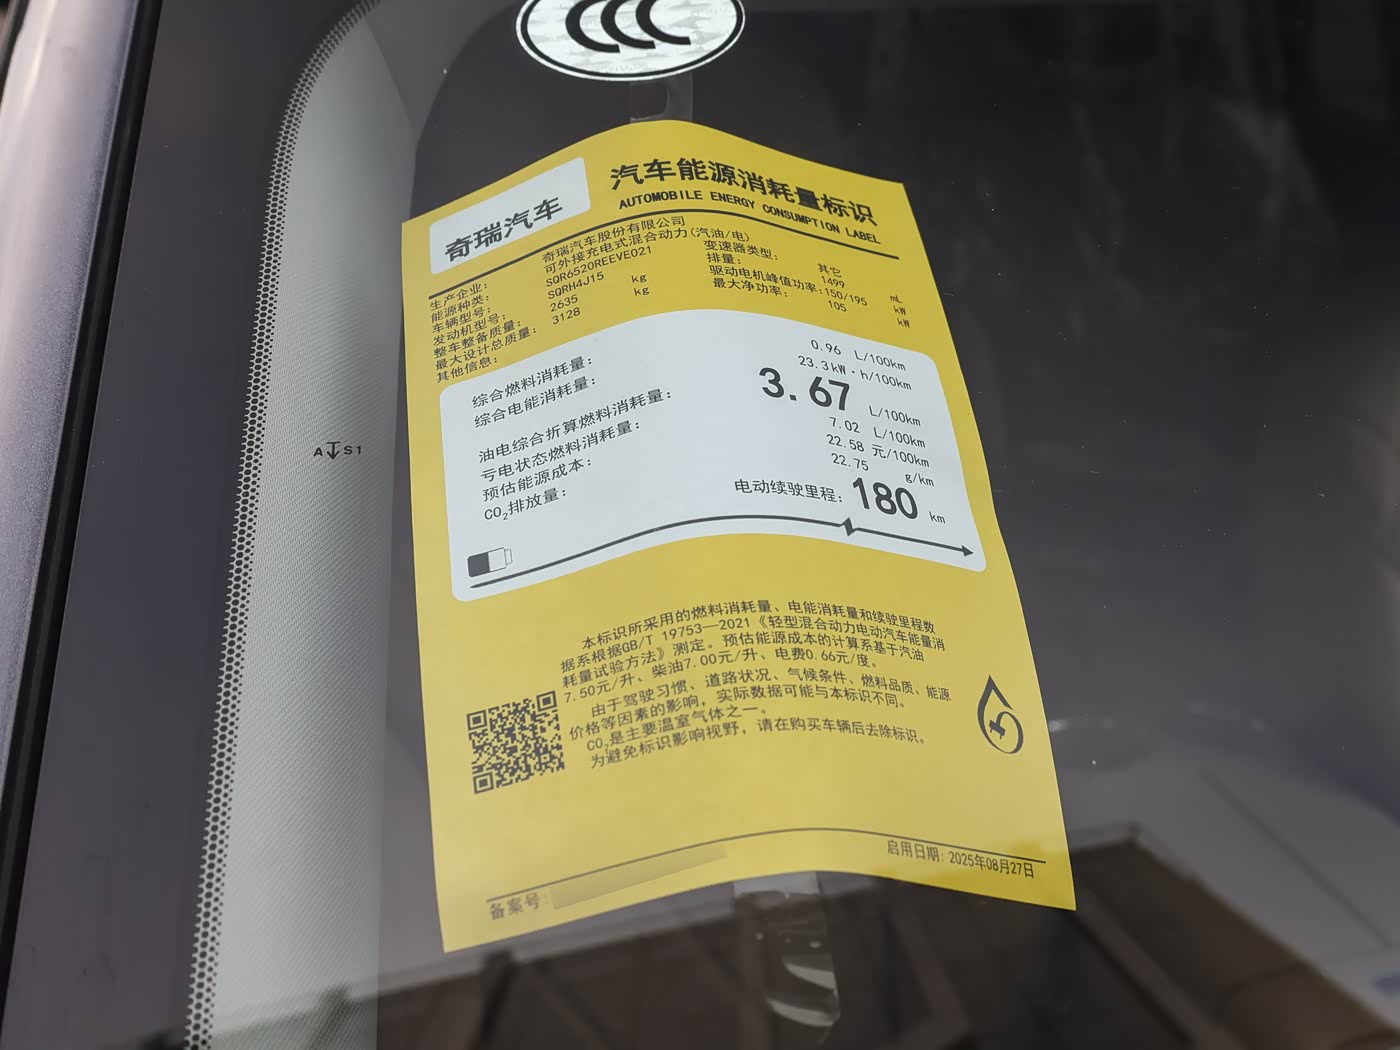 CCC
奇瑞汽车
汽车能源消耗量标识
AUTOMOBILE ENERGY CONSUMPTION LABEL
生产企业: 奇瑞汽车股份有限公司
能源种类: 可外接充电式混合动力(汽油/电)
车辆型号: SQR6520REEVE021 变速器类型: 其它
发动机型号: SQRH4J15 排量: 1499 mL
整车整备质量: 2635 kg 驱动电机峰值功率: 150/195 kW
最大设计总质量: 3128 kg 最大净功率: 105 kW
其他信息:
综合燃料消耗量: 0.96 L/100km
综合电能消耗量: 23.3kW·h/100km
油电综合折算燃料消耗量: 3.67 L/100km
亏电状态燃料消耗量: 7.02 L/100km
预估能源成本: 22.58 元/100km
CO₂排放量: 22.75 g/km
电动续驶里程: 180 km
A S1
本标识所采用的燃料消耗量、电能消耗量和续驶里程数
据系根据GB/T 19753—2021《轻型混合动力电动汽车能量消
耗量试验方法》测定。预估能源成本的计算系基于汽油
7.50元/升、柴油7.00元/升、电费0.66元/度。
由于驾驶习惯、道路状况、气候条件、燃料品质、能源
价格等因素的影响，实际数据可能与本标识不同。
CO₂是主要温室气体之一。
为避免标识影响视野，请在购买车辆后去除标识。
备案号:
启用日期: 2025年08月27日